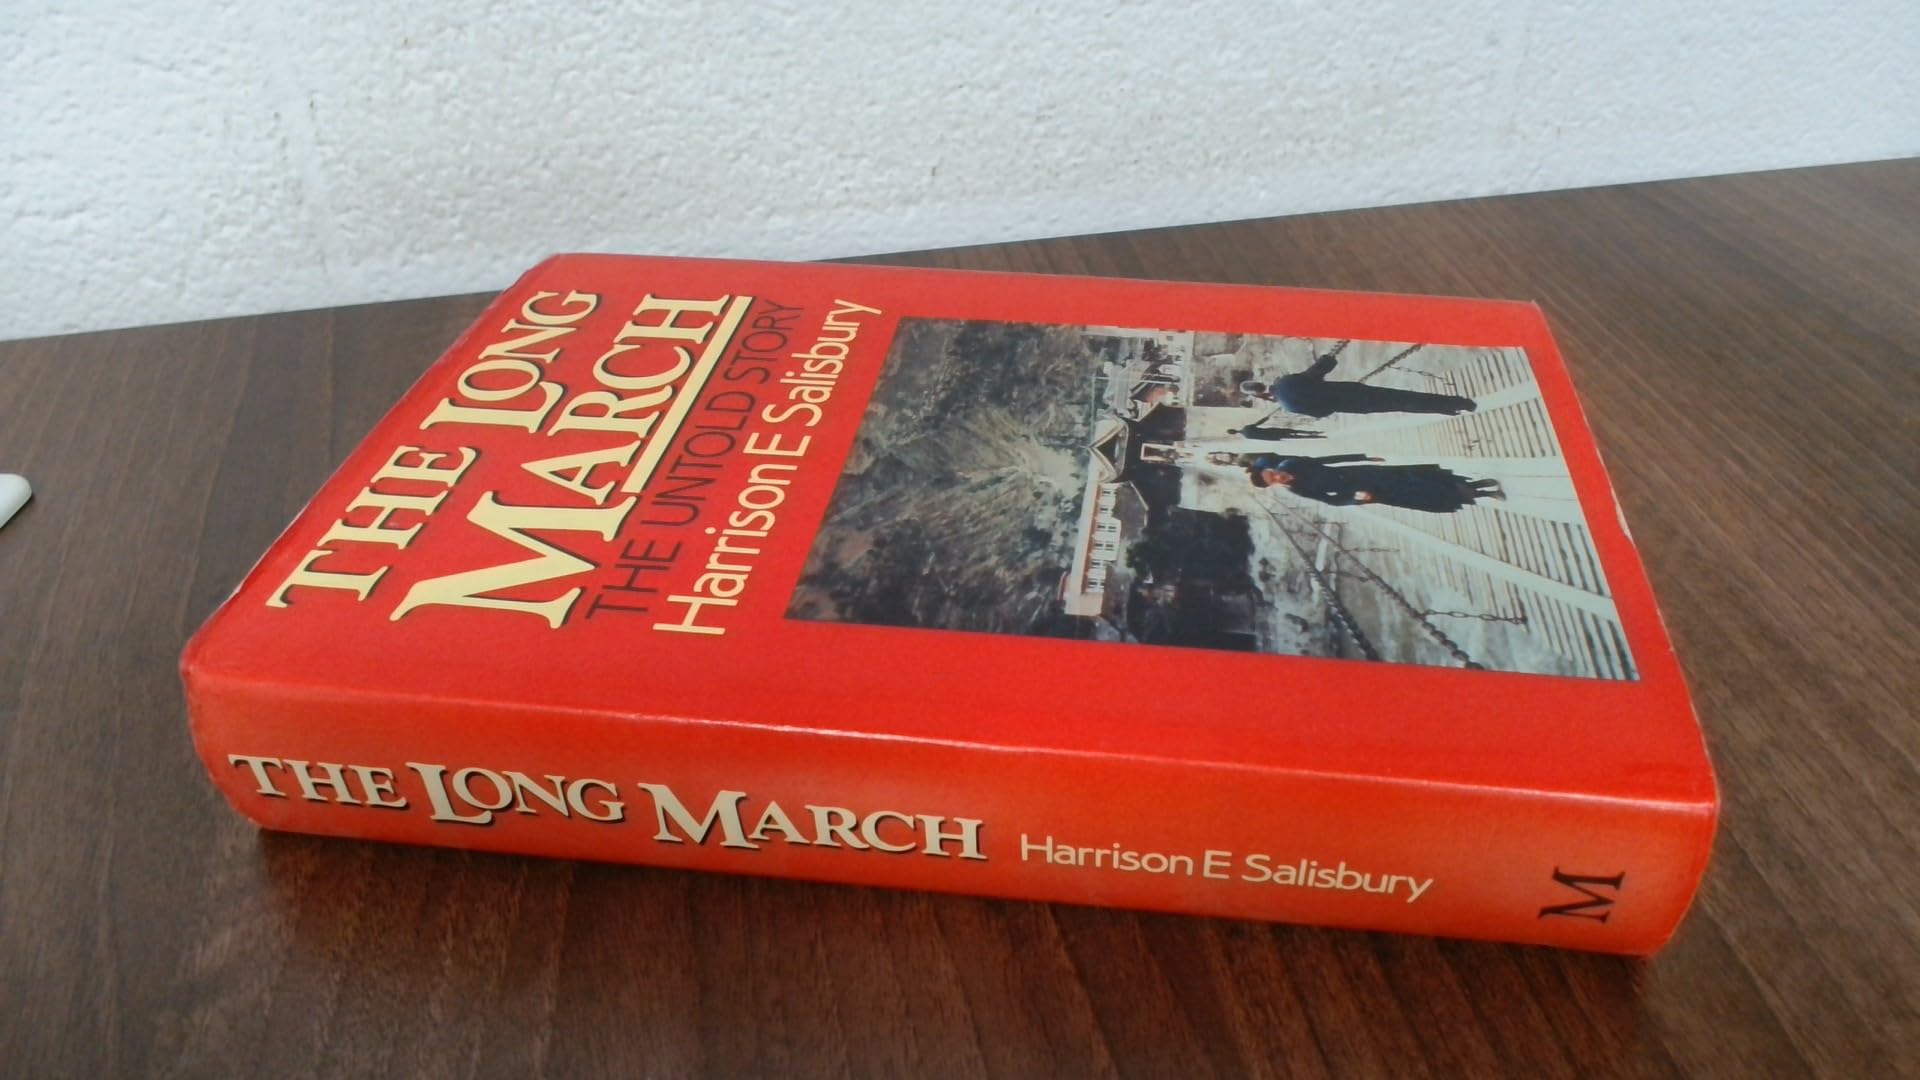 THE LONG
MARCH
THE UNTOLD STORY
Harrison E Salisbury
THE LONG MARCH Harrison E Salisbury M